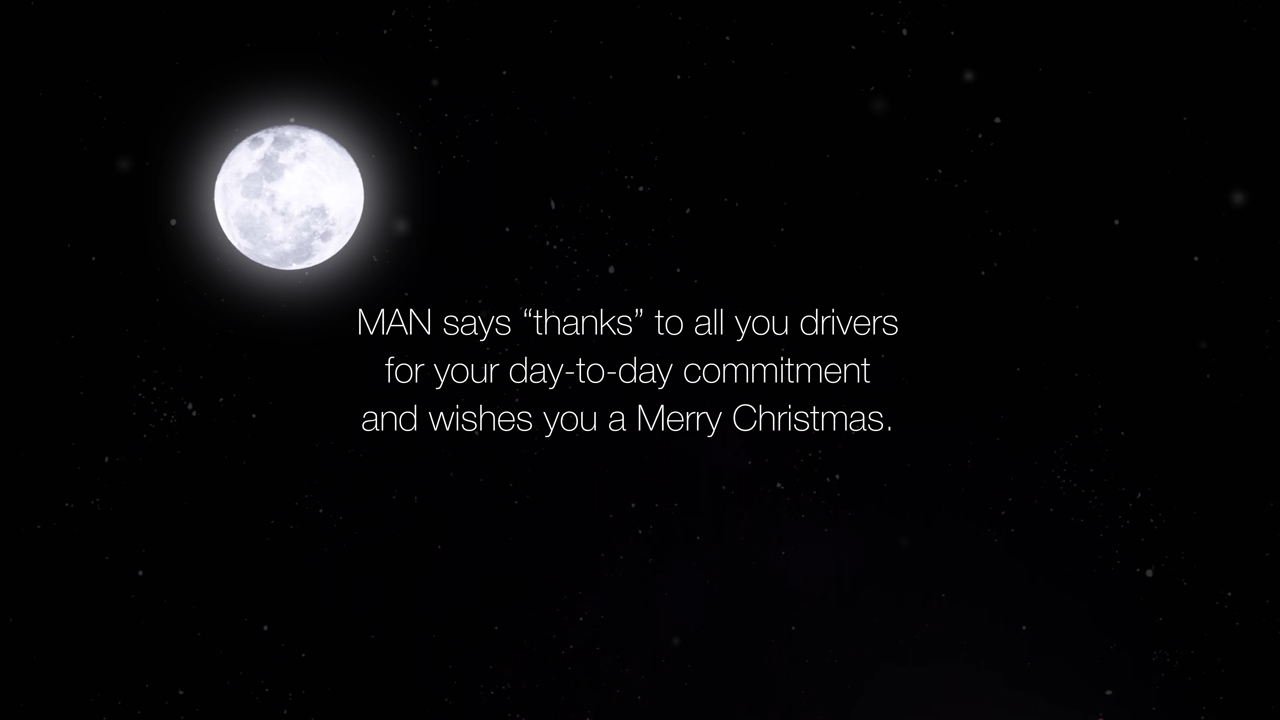 MAN says “thanks” to all you drivers
for your day-to-day commitment
and wishes you a Merry Christmas.